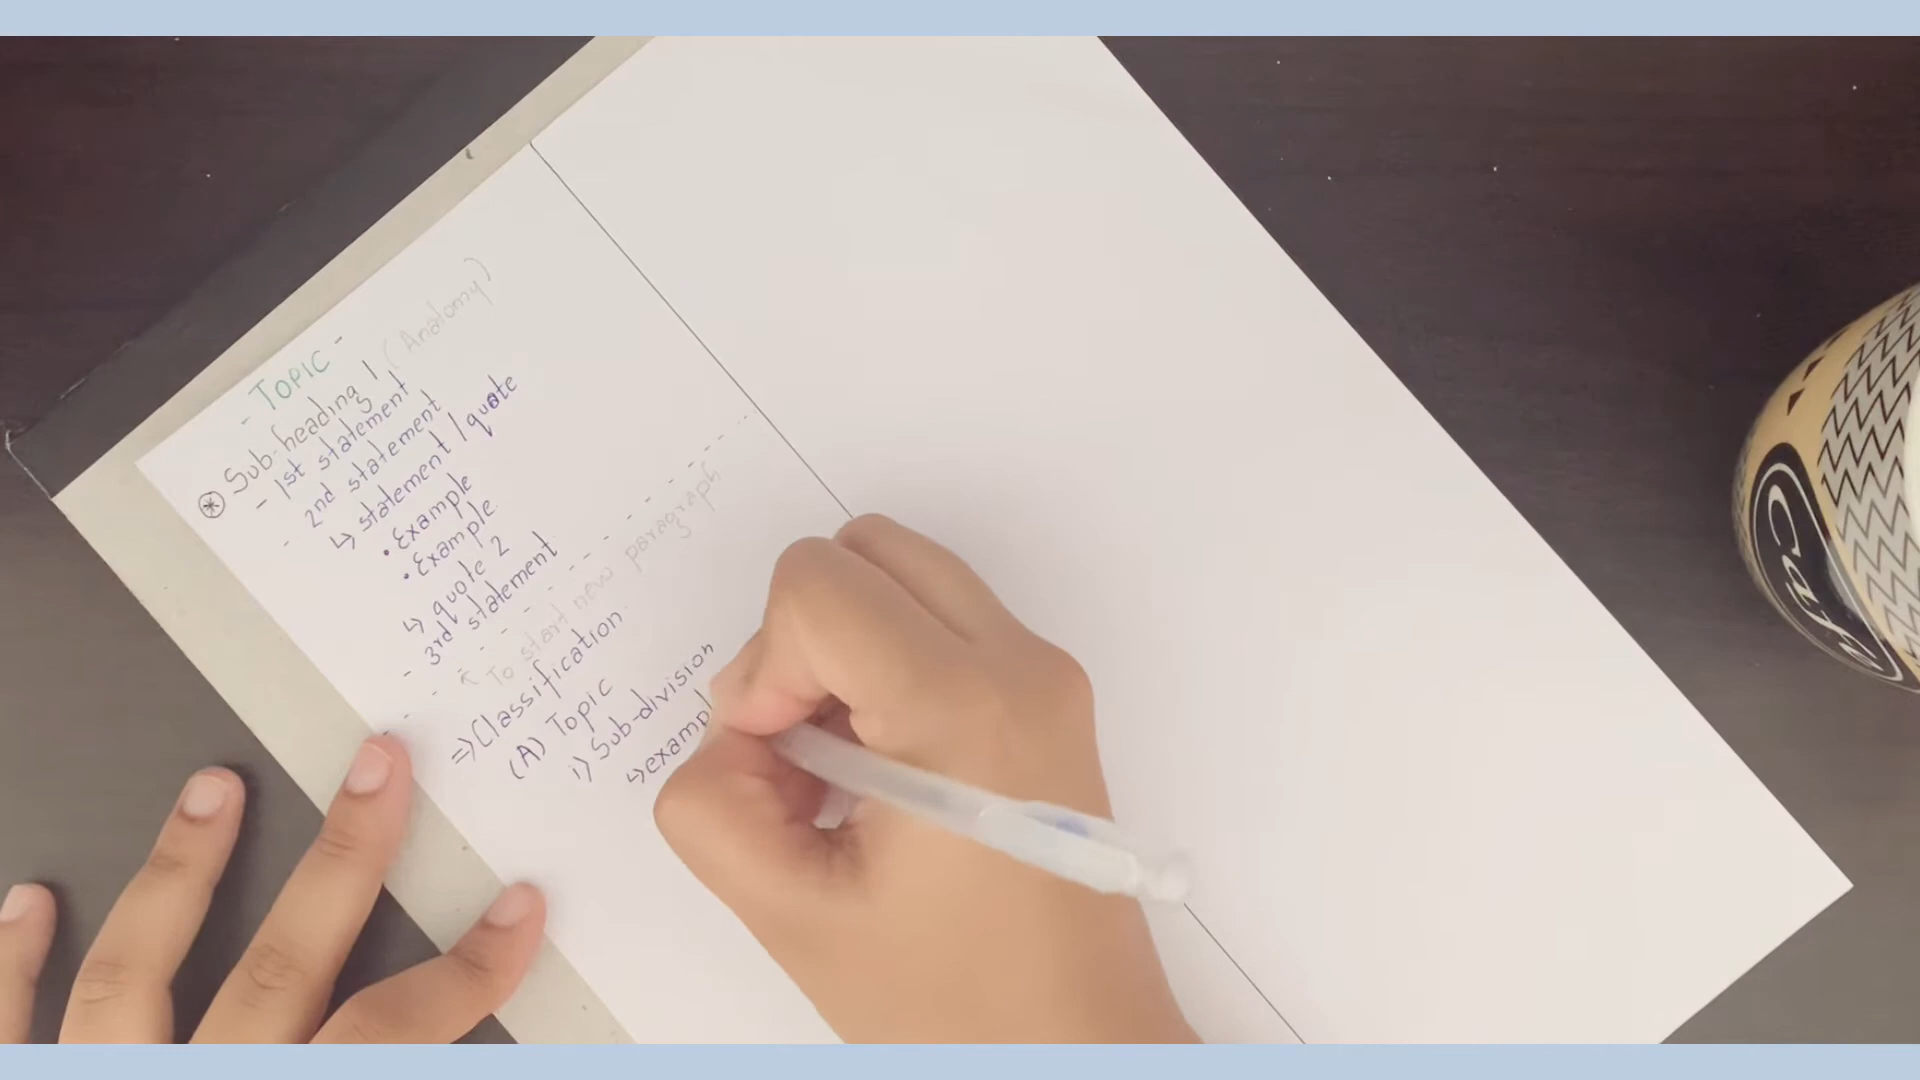 - TOPIC -
⊛ Sub-heading 1 (Anatomy)
- 1st statement
- 2nd statement
↳ statement / quote
• Example
• Example
↳ quote 2
- 3rd statement
To start new paragraph
⇒ Classification
(A) Topic
i) Sub-division
↳ exampl
Cafe